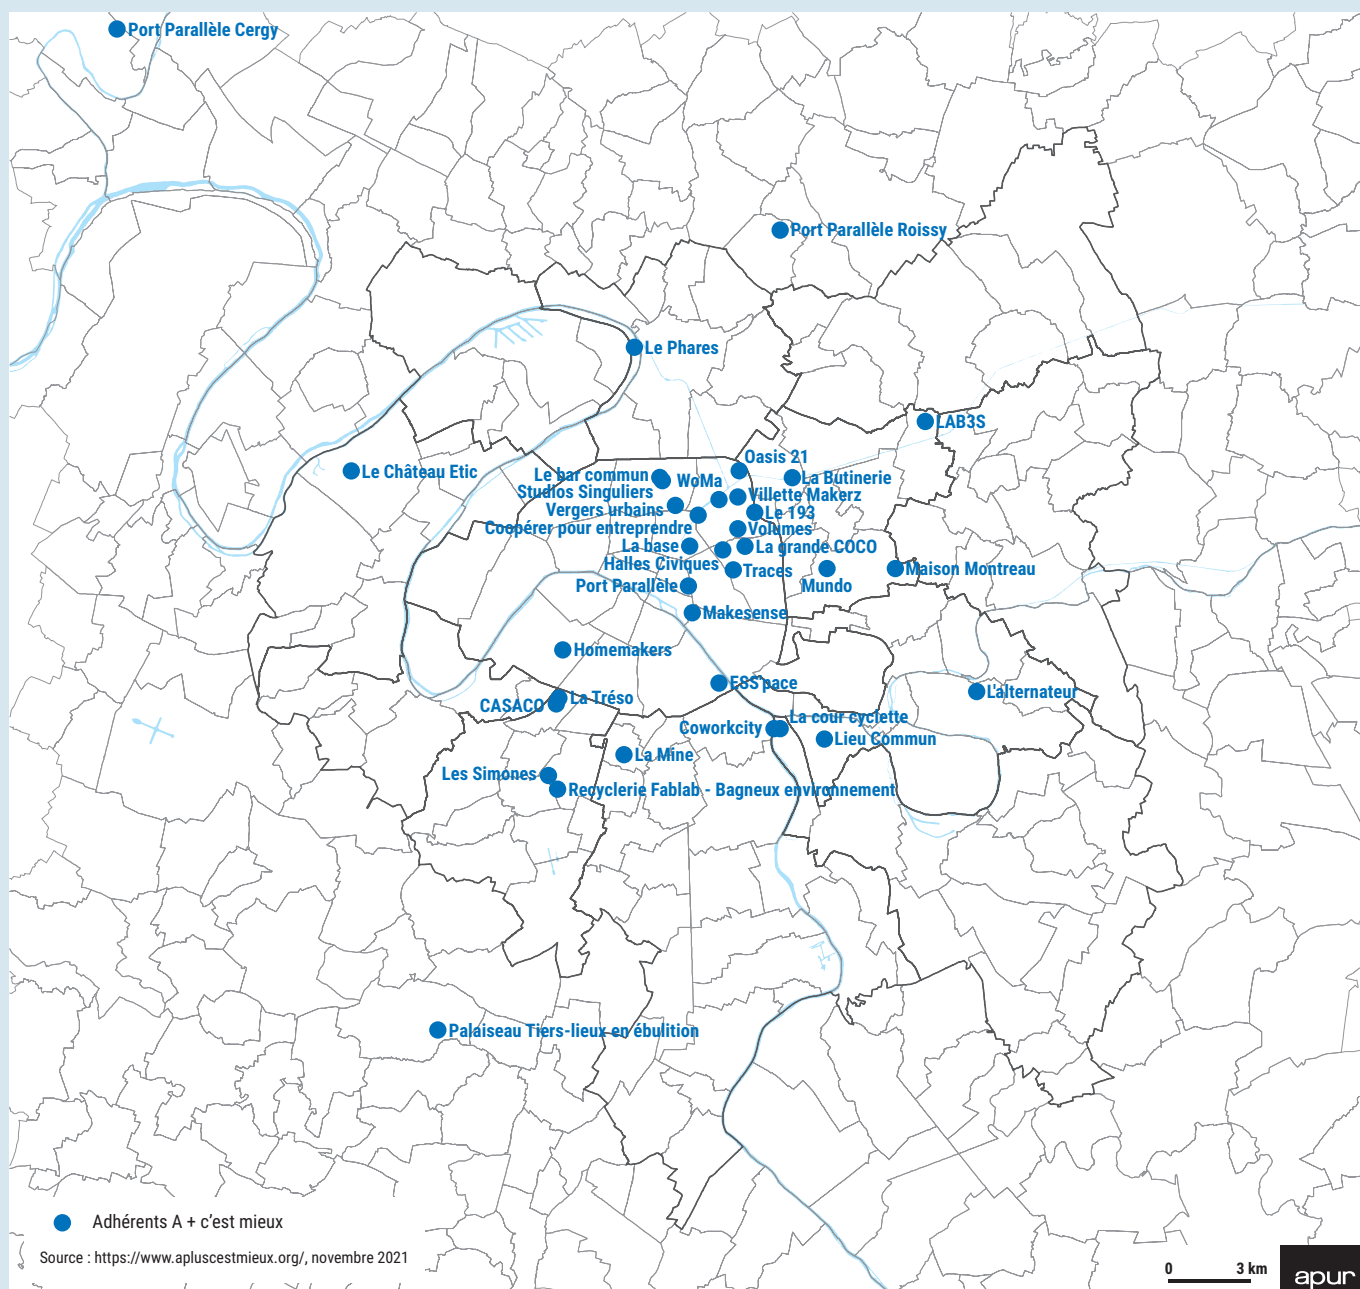 Port Parallèle Cergy
Port Parallèle Roissy
Le Phares
LAB3S
Oasis 21
Le Château Etic
Le bar commun
WoMa
La Butinerie
Studios Singuliers
Villette Makerz
Vergers urbains
Le 193
Coopérer pour entreprendre
Volumes
La base
La grande COCO
Halles Civiques
Traces
Maison Montreau
Port Parallèle
Mundo
Makesense
Homemakers
ESS'pace
L'alternateur
La Tréso
CASACO
La cour cyclette
Coworkcity
Lieu Commun
La Mine
Les Simones
Recyclerie Fablab - Bagneux environnement
Palaiseau Tiers-lieux en ébulition
Adhérents A + c'est mieux
Source : https://www.apluscestmieux.org/, novembre 2021
0 3 km
apur